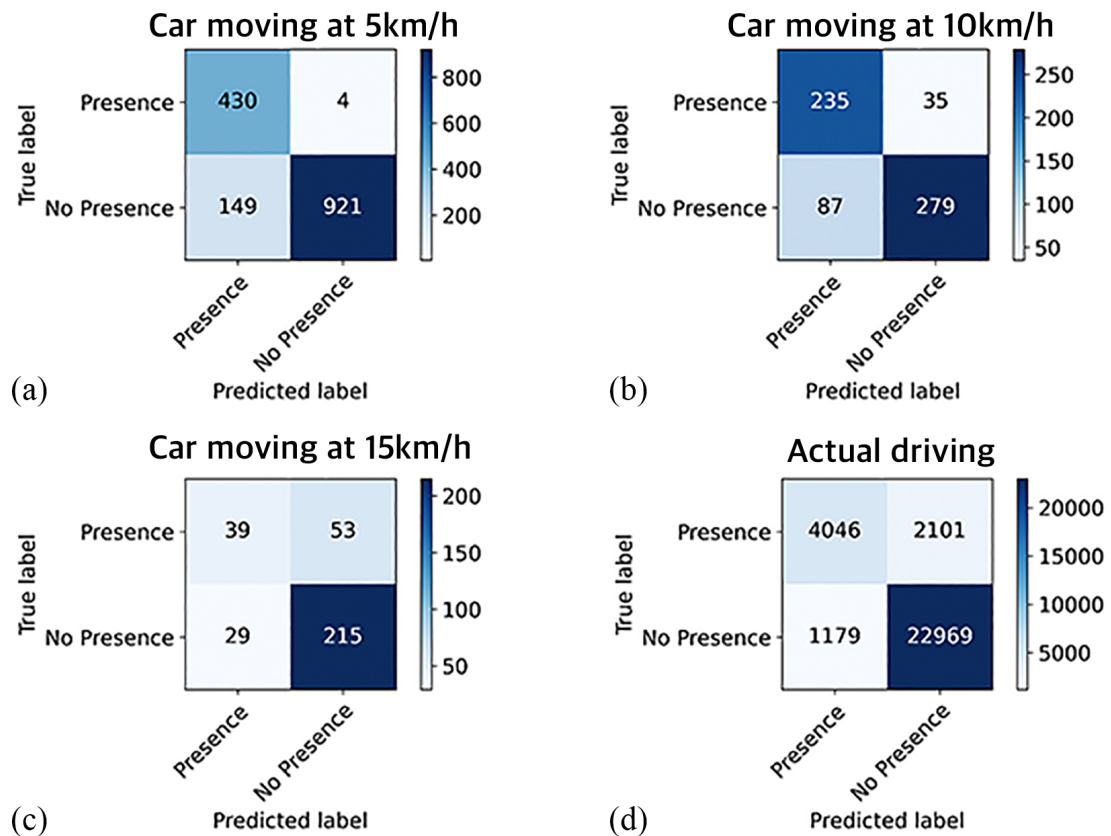 Car moving at 5km/h
True label
Presence
430
4
No Presence
149
921
800
600
400
200
Presence
No Presence
Predicted label
(a)
Car moving at 10km/h
True label
Presence
235
35
No Presence
87
279
250
200
150
100
50
Presence
No Presence
Predicted label
(b)
Car moving at 15km/h
True label
Presence
39
53
No Presence
29
215
200
150
100
50
Presence
No Presence
Predicted label
(c)
Actual driving
True label
Presence
4046
2101
No Presence
1179
22969
20000
15000
10000
5000
Presence
No Presence
Predicted label
(d)